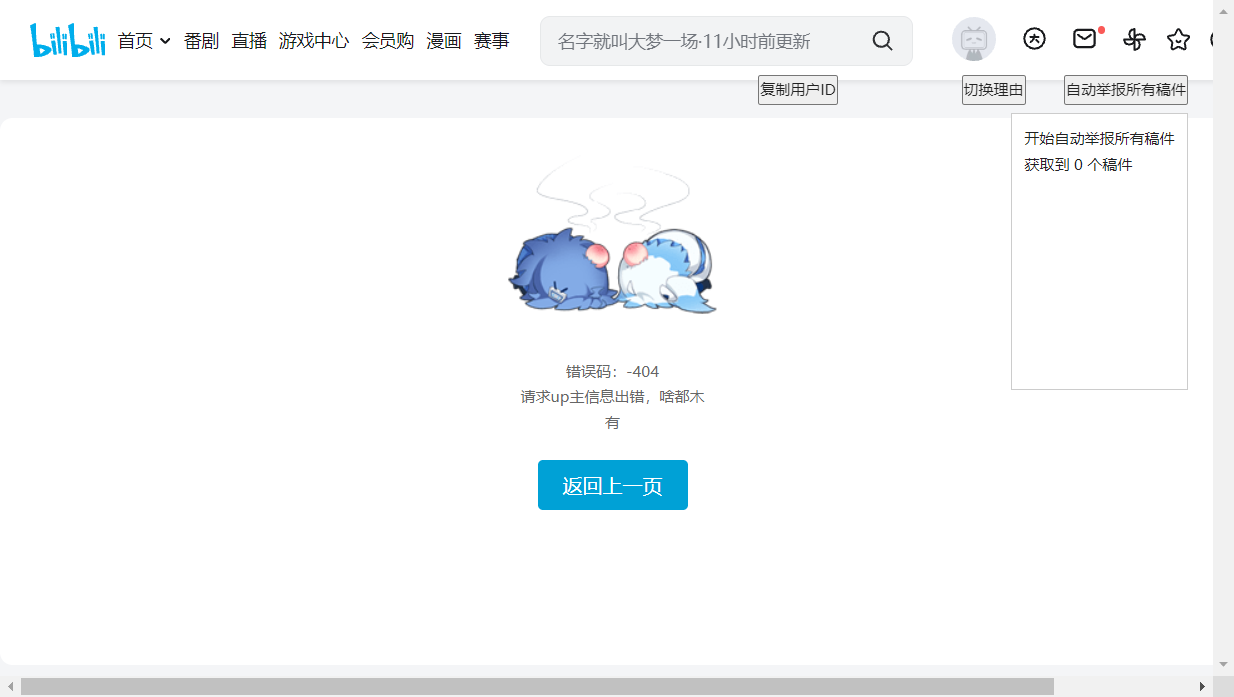 bilibili 首页 番剧 直播 游戏中心 会员购 漫画 赛事 名字就叫大梦一场·11小时前更新
复制用户ID 切换理由 自动举报所有稿件
开始自动举报所有稿件
获取到 0 个稿件
错误码：-404
请求up主信息出错，啥都木
有
返回上一页